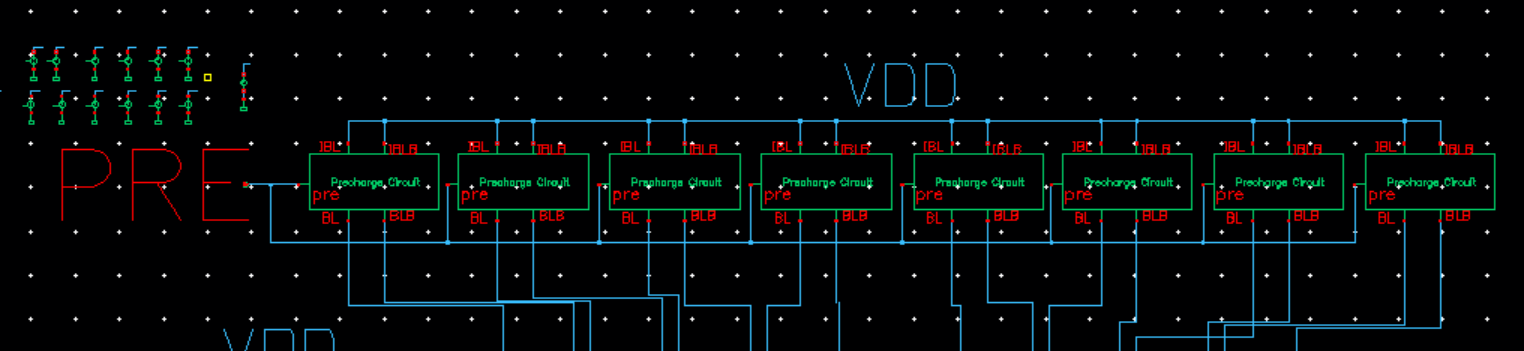 VDD
IBL IBLB IBL IBLB IBL IBLB IBL IBLB IBL IBLB IBL IBLB IBL IBLB IBL IBLB
PRE
Precharge Circuit Precharge Circuit Precharge Circuit Precharge Circuit Precharge Circuit Precharge Circuit Precharge Circuit Precharge Circuit
pre pre pre pre pre pre pre pre
BL BLB BL BLB BL BLB BL BLB BL BLB BL BLB BL BLB BL BLB
VDD